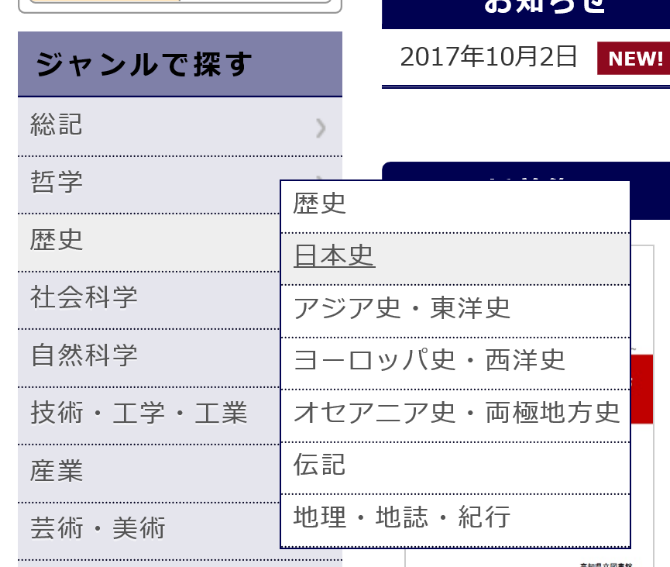 お知らせ
ジャンルで探す
2017年10月2日 NEW!
総記
哲学
歴史
社会科学
自然科学
技術・工学・工業
産業
芸術・美術
歴史
日本史
アジア史・東洋史
ヨーロッパ史・西洋史
オセアニア史・両極地方史
伝記
地理・地誌・紀行